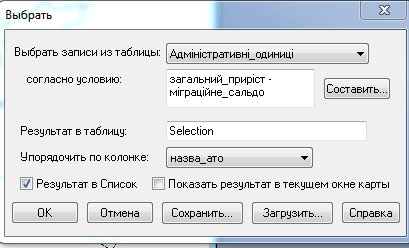 Выбрать
Выбрать записи из таблицы: Адміністративні_одиниці
согласно условию: загальний_приріст -
міграційне_сальдо
Составить...
Результат в таблицу: Selection
Упорядочить по колонке: назва_ато
Результат в Список Показать результат в текущем окне карты
ОК Отмена Сохранить... Загрузить... Справка